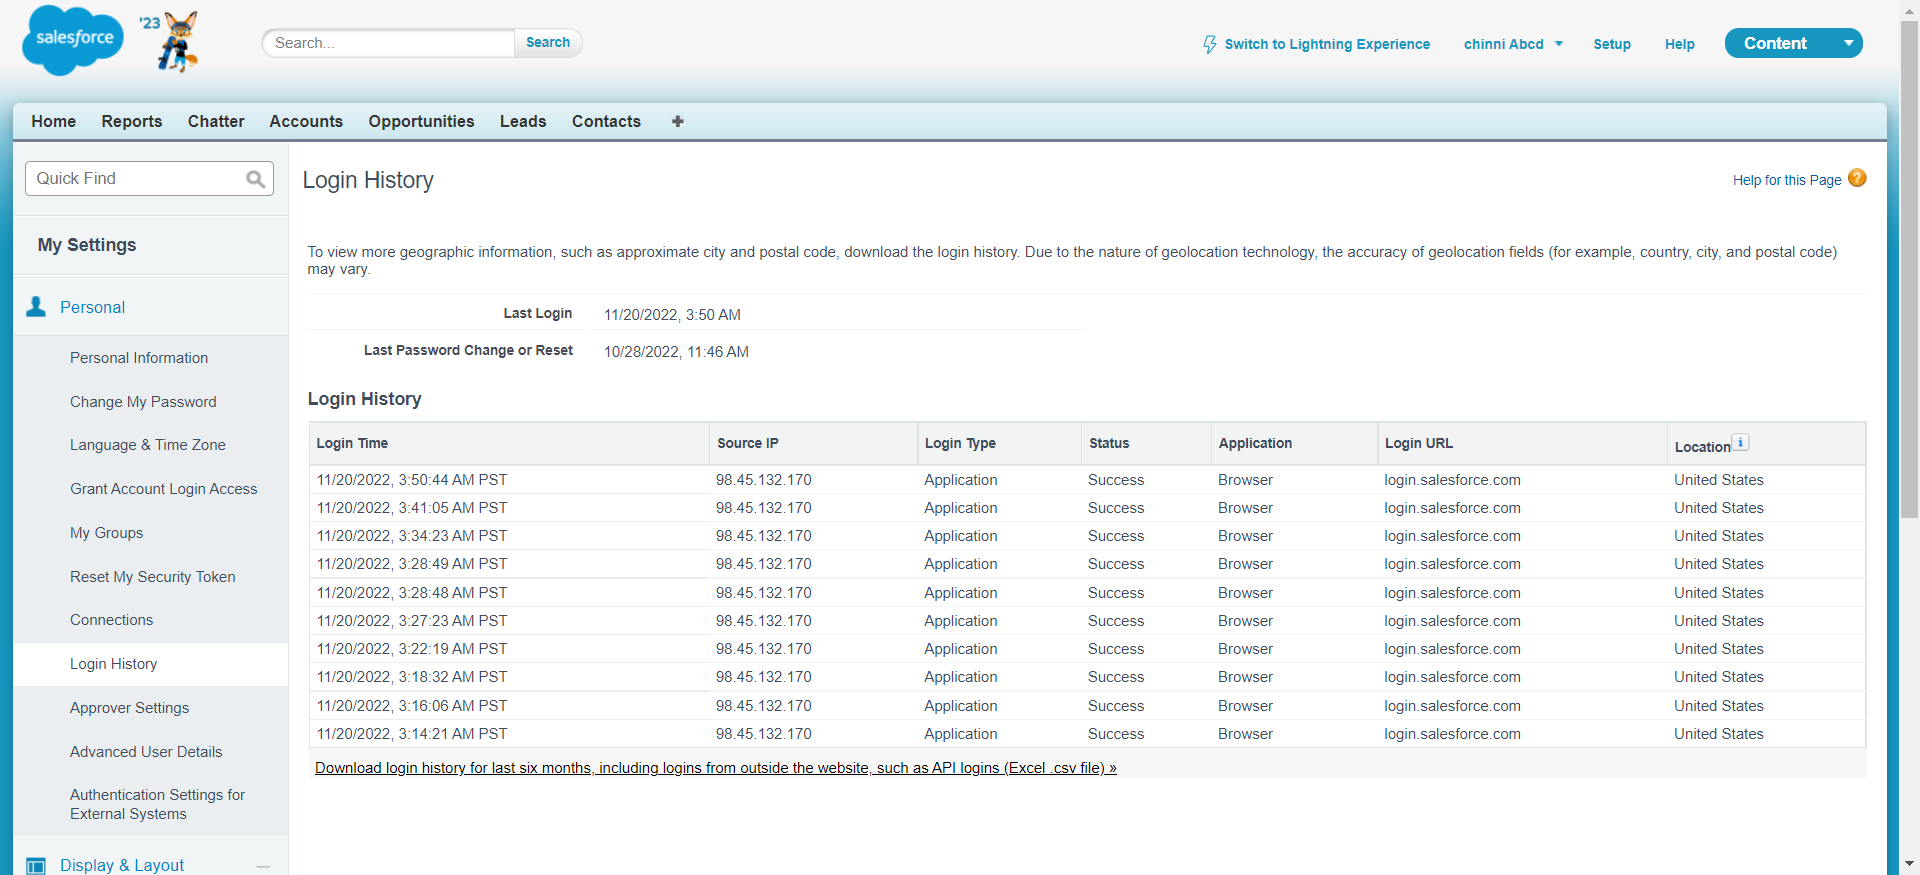 salesforce
'23
Search...
Search
Switch to Lightning Experience
chinni Abcd
Setup
Help
Content
Home Reports Chatter Accounts Opportunities Leads Contacts +
Quick Find
My Settings
Personal
Personal Information
Change My Password
Language & Time Zone
Grant Account Login Access
My Groups
Reset My Security Token
Connections
Login History
Approver Settings
Advanced User Details
Authentication Settings for
External Systems
Display & Layout
Login History
Help for this Page ?
To view more geographic information, such as approximate city and postal code, download the login history. Due to the nature of geolocation technology, the accuracy of geolocation fields (for example, country, city, and postal code)
may vary.
Last Login 11/20/2022, 3:50 AM
Last Password Change or Reset 10/28/2022, 11:46 AM
Login History
Login Time Source IP Login Type Status Application Login URL Location i
11/20/2022, 3:50:44 AM PST 98.45.132.170 Application Success Browser login.salesforce.com United States
11/20/2022, 3:41:05 AM PST 98.45.132.170 Application Success Browser login.salesforce.com United States
11/20/2022, 3:34:23 AM PST 98.45.132.170 Application Success Browser login.salesforce.com United States
11/20/2022, 3:28:49 AM PST 98.45.132.170 Application Success Browser login.salesforce.com United States
11/20/2022, 3:28:48 AM PST 98.45.132.170 Application Success Browser login.salesforce.com United States
11/20/2022, 3:27:23 AM PST 98.45.132.170 Application Success Browser login.salesforce.com United States
11/20/2022, 3:22:19 AM PST 98.45.132.170 Application Success Browser login.salesforce.com United States
11/20/2022, 3:18:32 AM PST 98.45.132.170 Application Success Browser login.salesforce.com United States
11/20/2022, 3:16:06 AM PST 98.45.132.170 Application Success Browser login.salesforce.com United States
11/20/2022, 3:14:21 AM PST 98.45.132.170 Application Success Browser login.salesforce.com United States
Download login history for last six months, including logins from outside the website, such as API logins (Excel .csv file) »